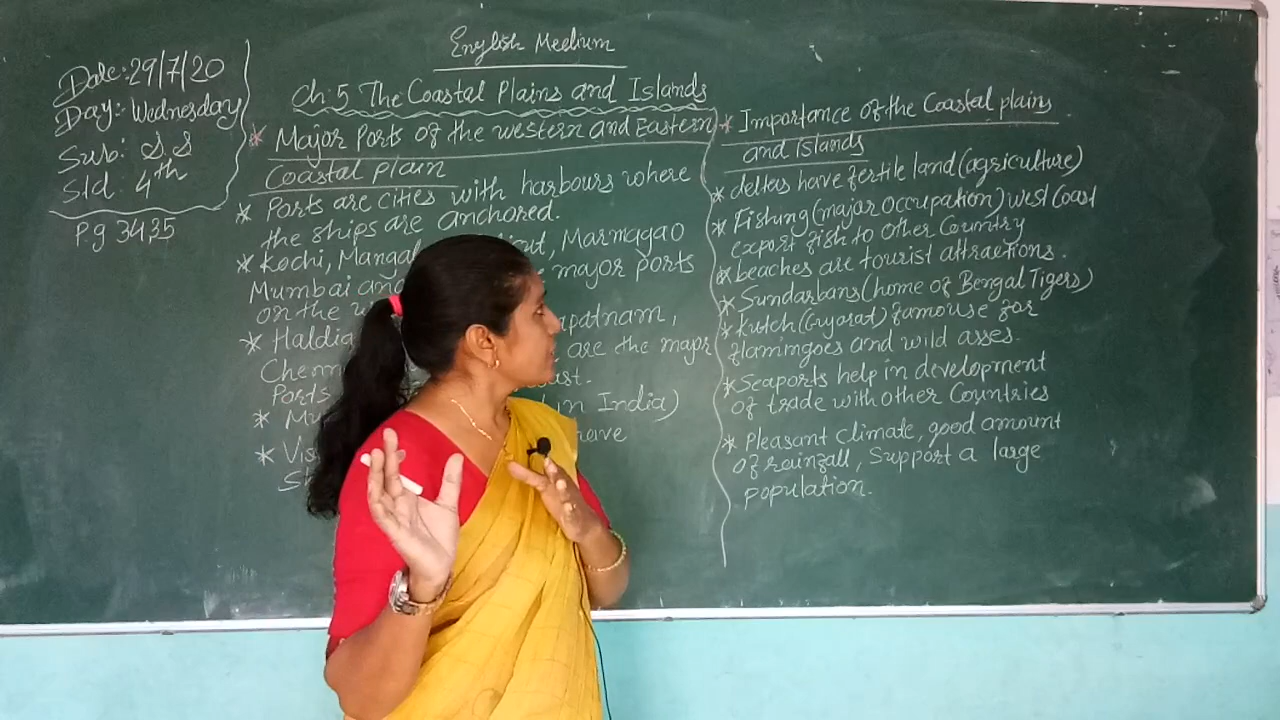 English Medium
Date: 29/7/20
Day:- Wednesday
Sub: S.S
Std: 4th
P.g 34 35
Ch: 5 The Coastal Plains and Islands
* Major Ports of the western and Eastern
Coastal plain
* Ports are cities with harbours where
the ships are anchored.
* Kochi, Marmagao
Mumbai and major ports
on the
* Haldia
are the major
Ports
in India)
have
* Importance of the Coastal plains
and Islands
* deltas have fertile land (agriculture)
* Fishing (major occupation) west Coast
export fish to other Country
* beaches are tourist attractions.
* Sundarbans (home of Bengal Tigers)
* Kutch (Gujarat) famouse for
flamingoes and wild asses.
* Seaports help in development
of trade with other Countries
* Pleasant climate, good amount
of rainfall, Support a large
population.